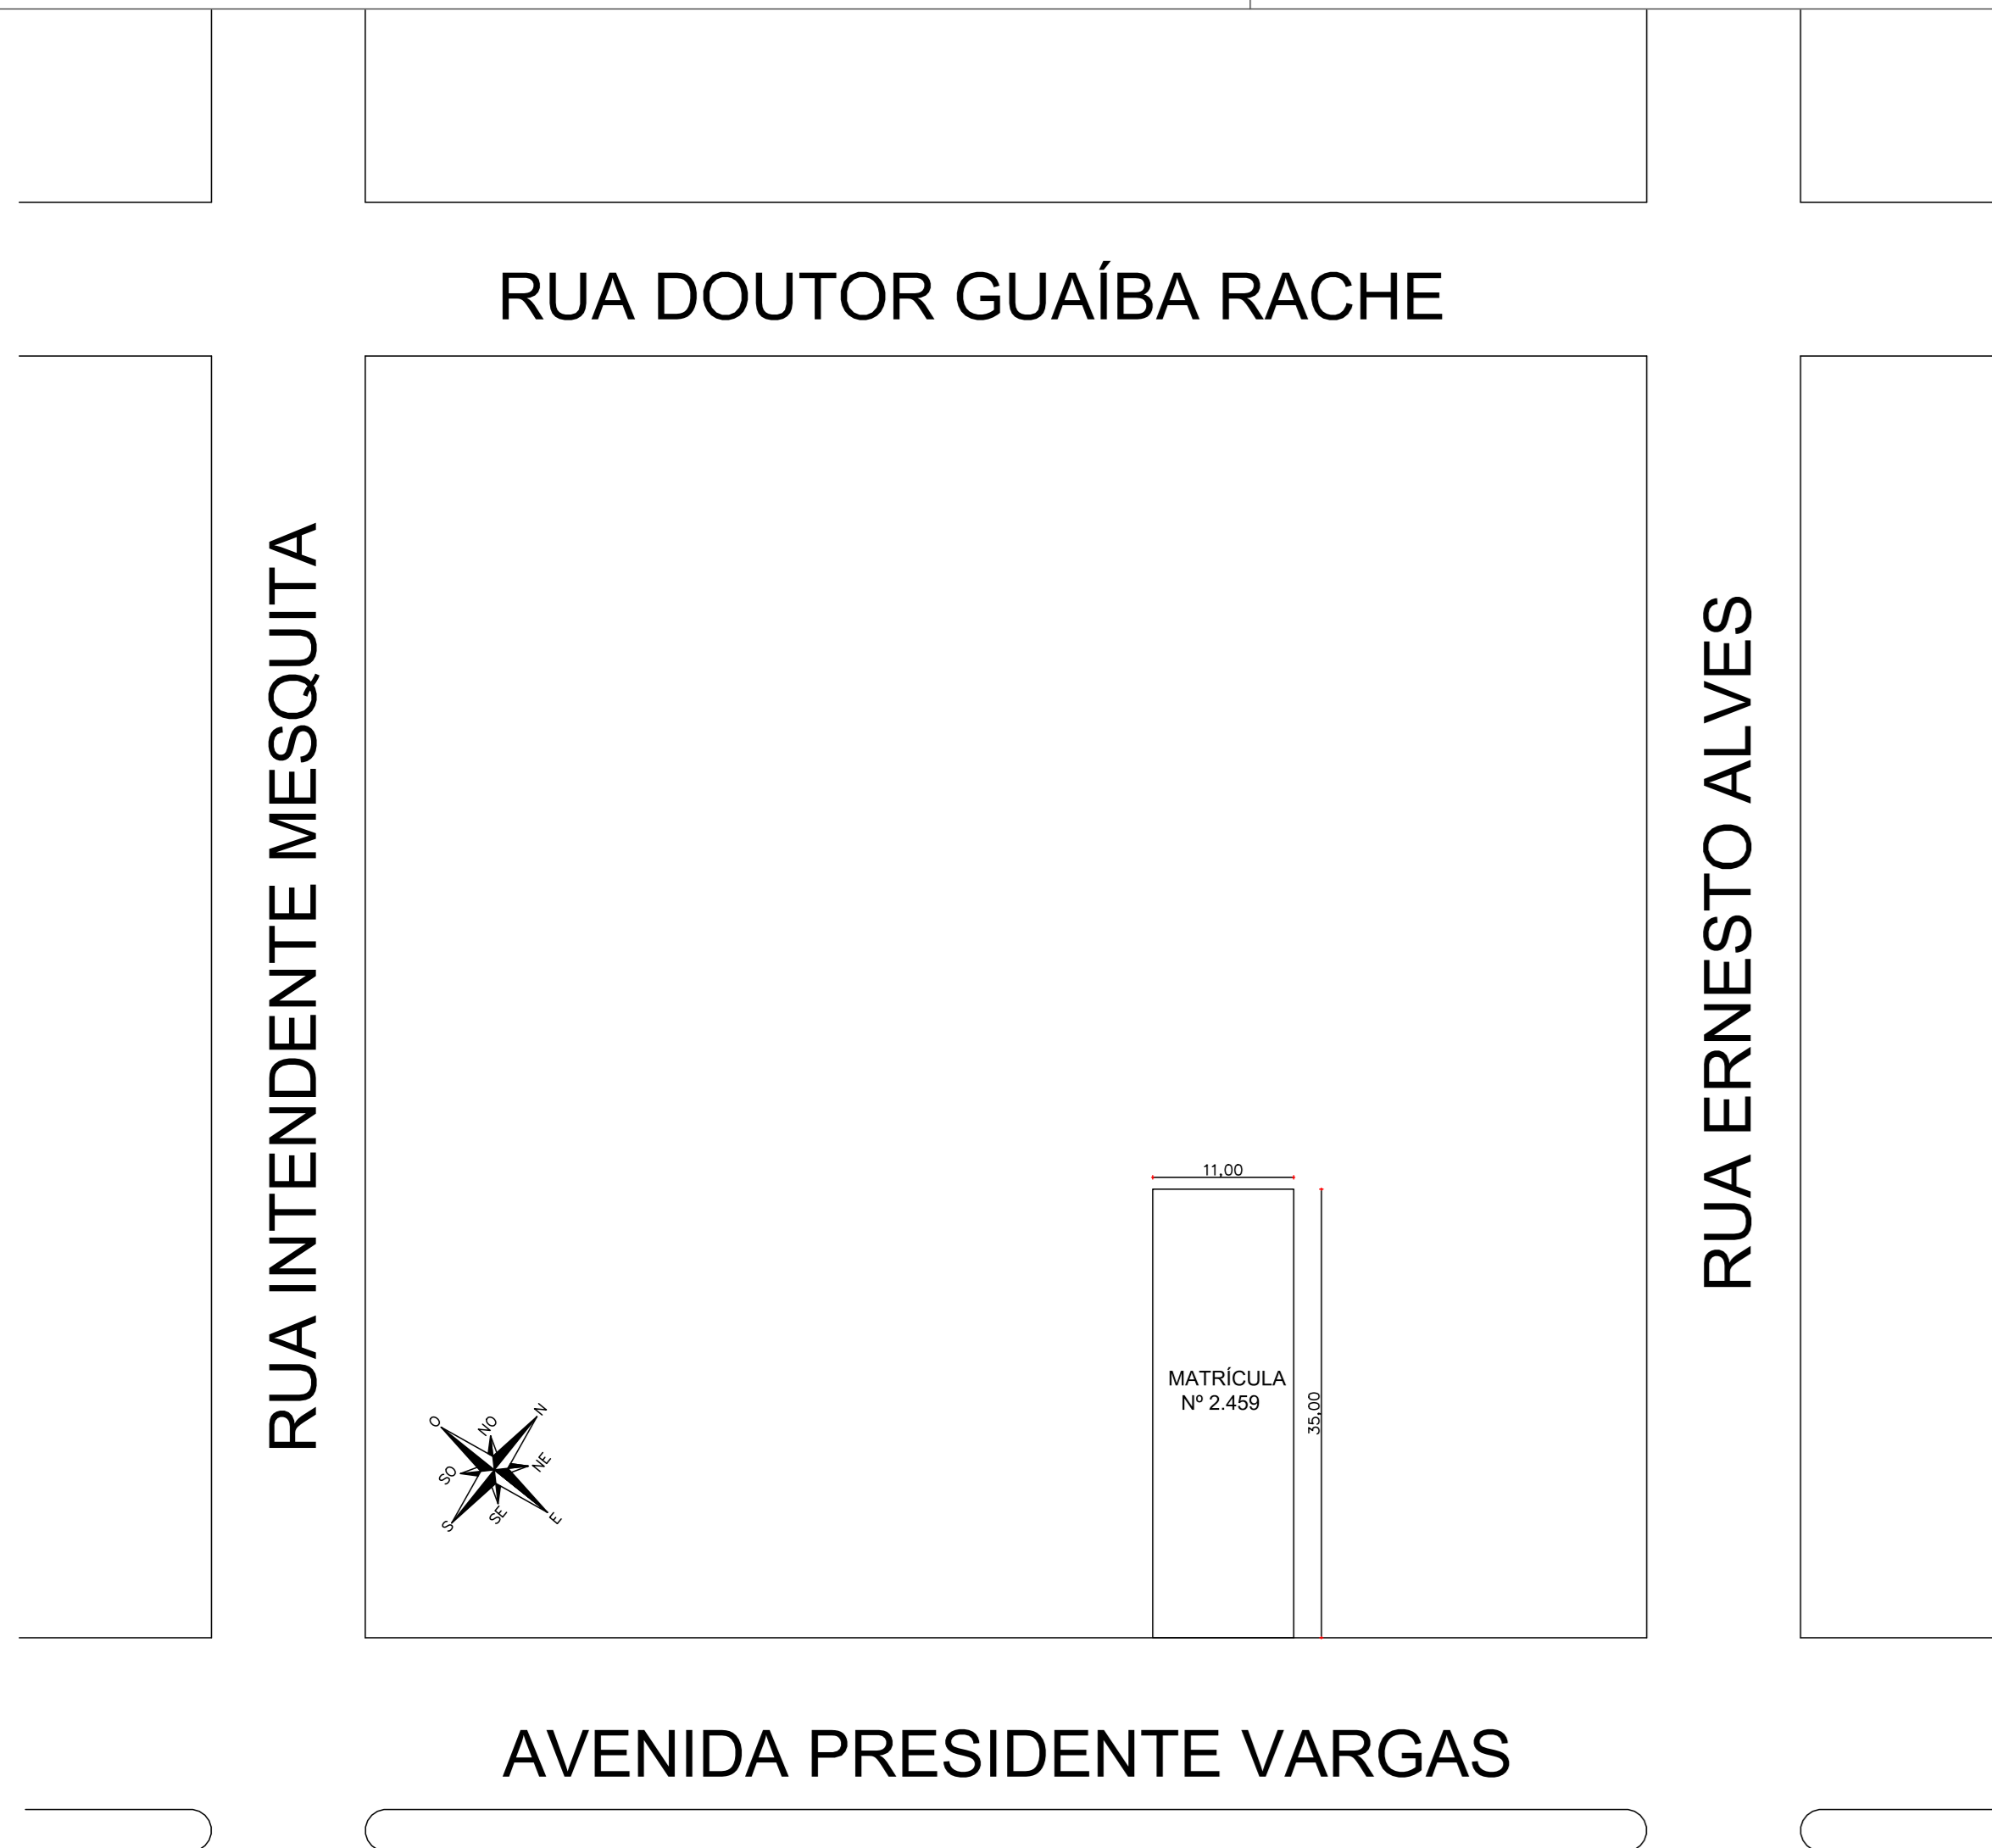 RUA DOUTOR GUAÍBA RACHE
RUA INTENDENTE MESQUITA
RUA ERNESTO ALVES
11,00
MATRÍCULA
Nº 2.459
35,00
O
NO
N
SO
NE
S
SE
E
AVENIDA PRESIDENTE VARGAS